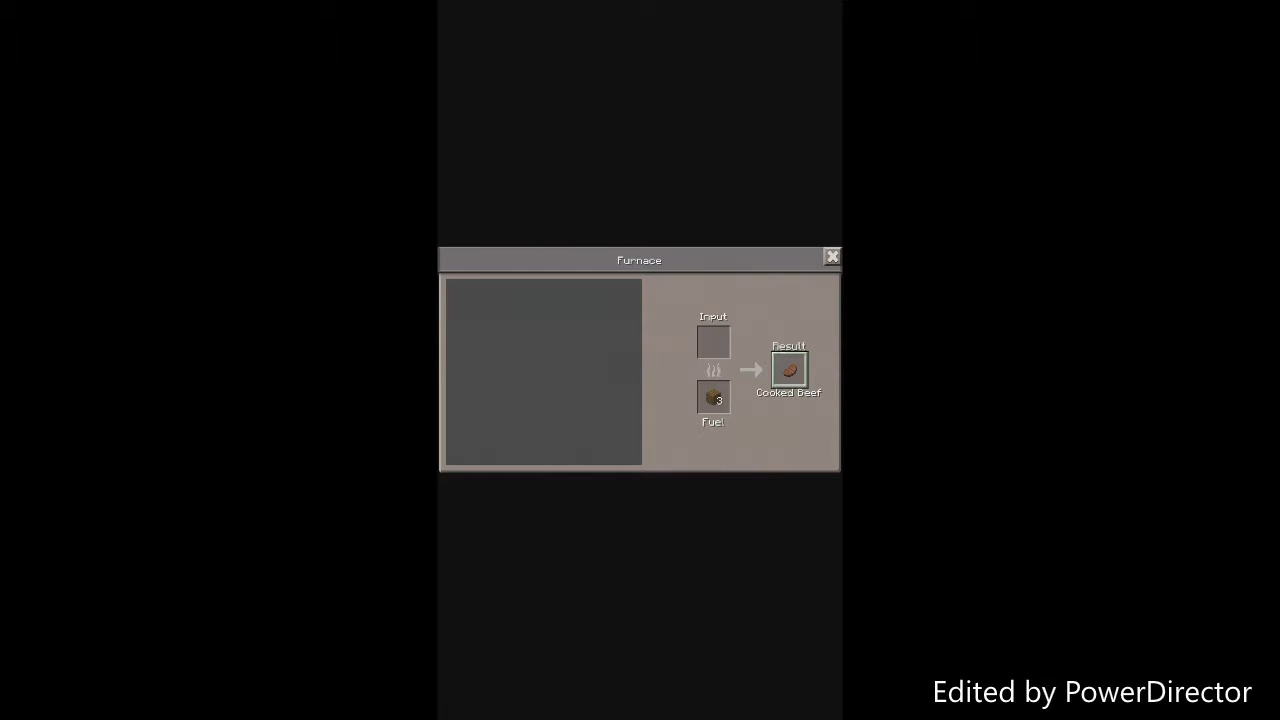 Furnace
Input
Result
3
Cooked Beef
Fuel
Edited by PowerDirector